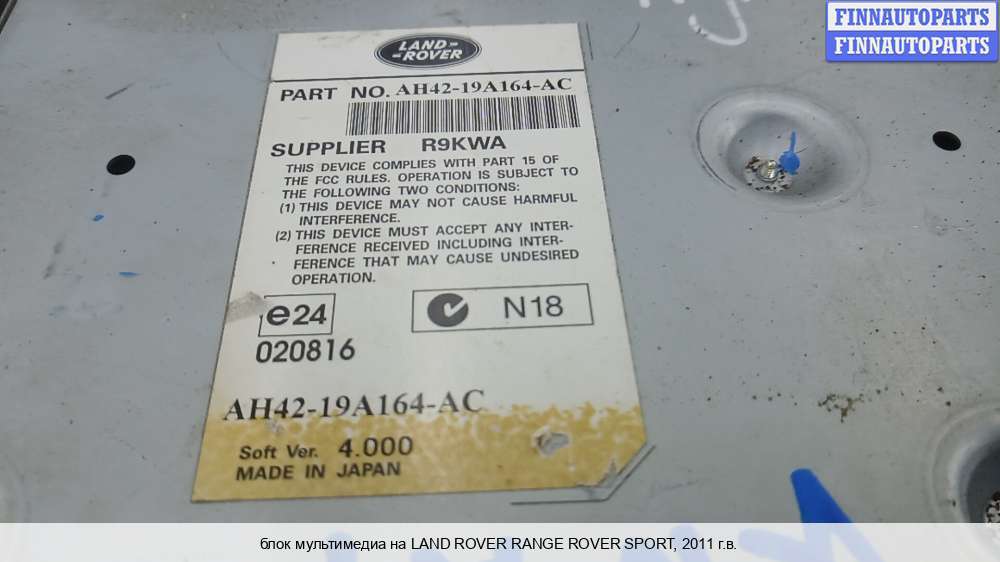 FINNAUTOPARTS
FINNAUTOPARTS
LAND-
-ROVER
PART NO. AH42-19A164-AC
SUPPLIER R9KWA
THIS DEVICE COMPLIES WITH PART 15 OF
THE FCC RULES. OPERATION IS SUBJECT TO
THE FOLLOWING TWO CONDITIONS:
(1) THIS DEVICE MAY NOT CAUSE HARMFUL
INTERFERENCE.
(2) THIS DEVICE MUST ACCEPT ANY INTER-
FERENCE RECEIVED INCLUDING INTER-
FERENCE THAT MAY CAUSE UNDESIRED
OPERATION.
e24
N18
020816
AH42-19A164-AC
Soft Ver. 4.000
MADE IN JAPAN
блок мультимедиа на LAND ROVER RANGE ROVER SPORT, 2011 г.в.